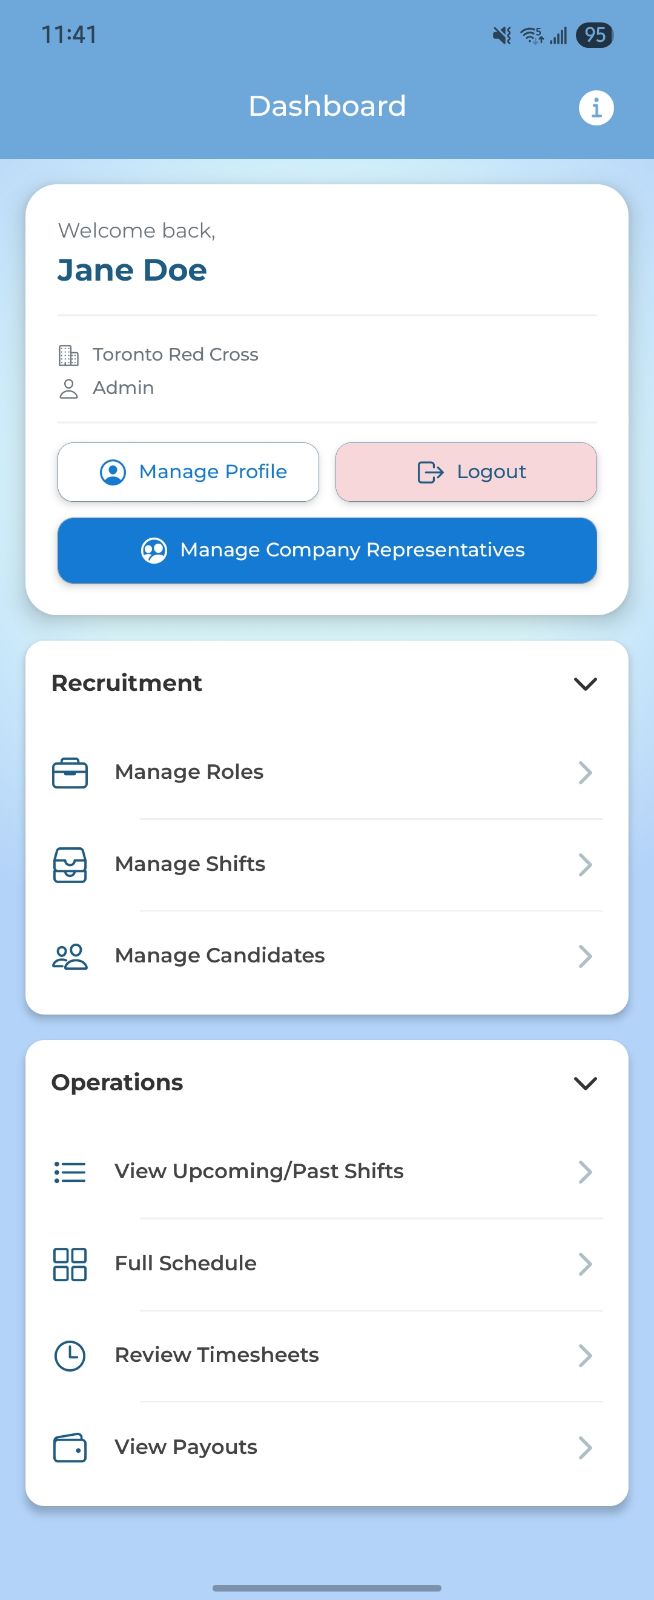 11:41
95
Dashboard
Welcome back,
Jane Doe
Toronto Red Cross
Admin
Manage Profile
Logout
Manage Company Representatives
Recruitment
Manage Roles
Manage Shifts
Manage Candidates
Operations
View Upcoming/Past Shifts
Full Schedule
Review Timesheets
View Payouts